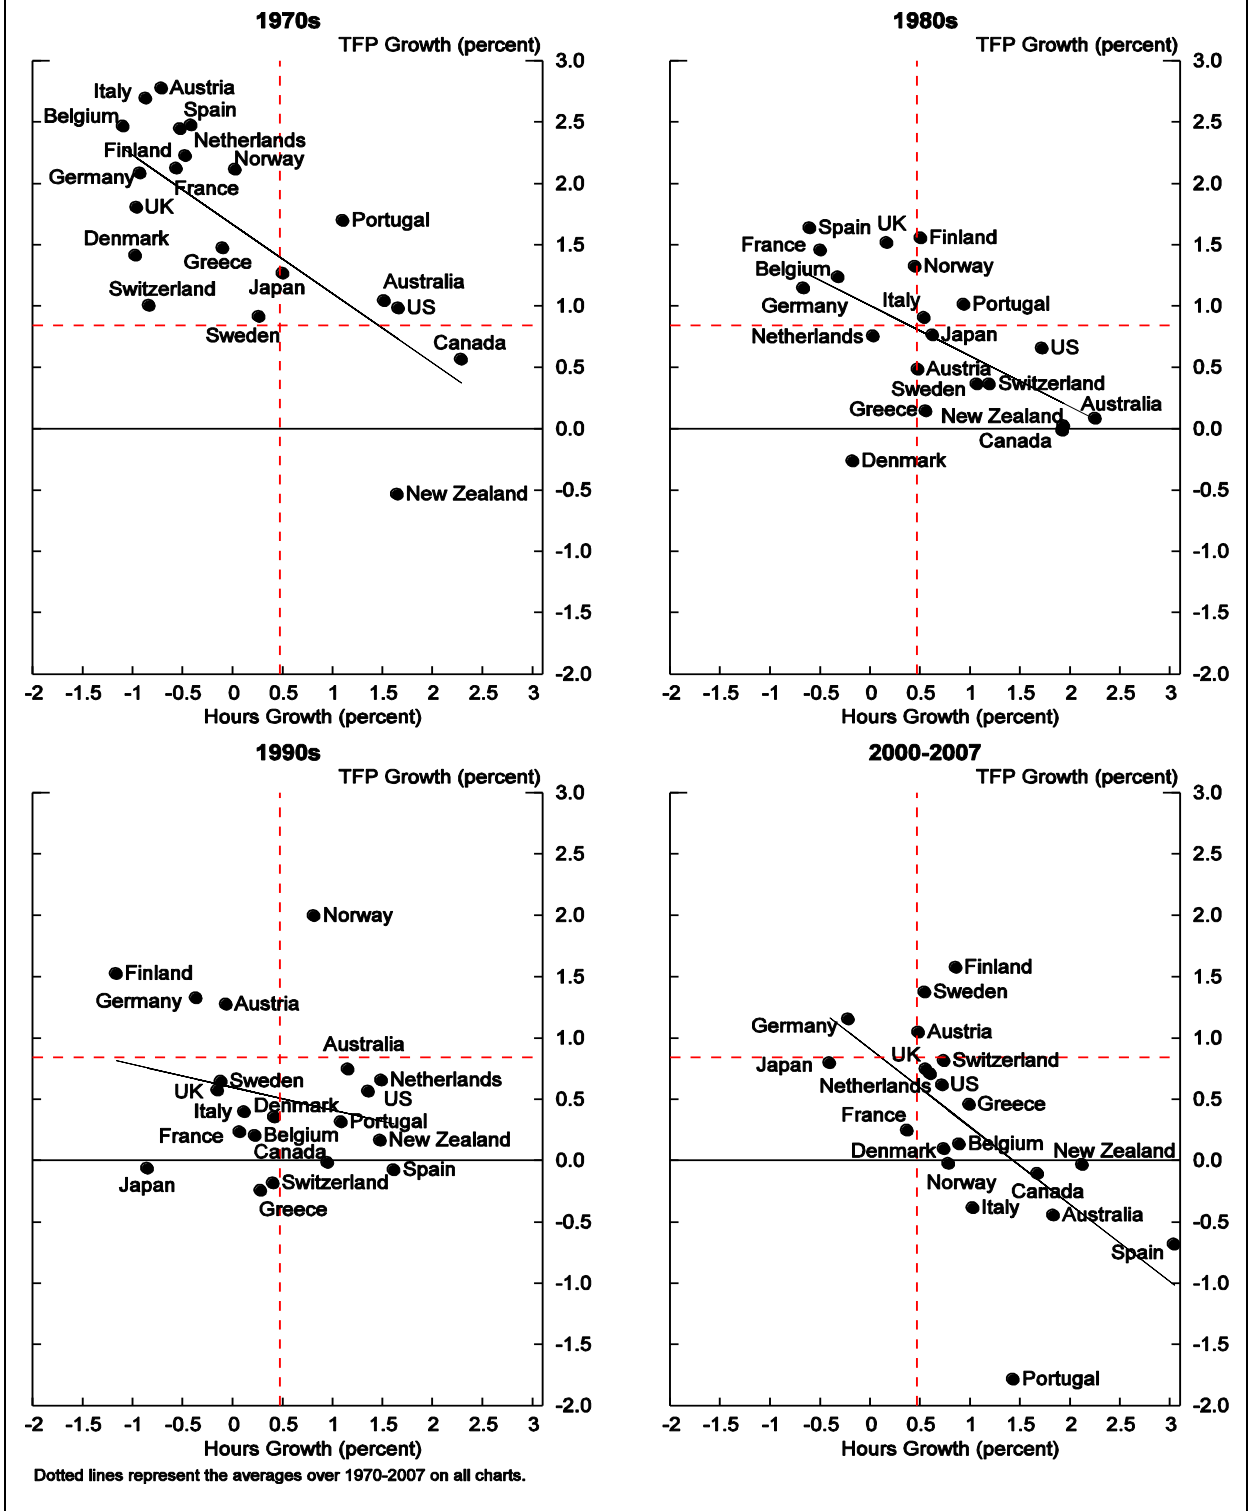 1970s
TFP Growth (percent)
3.0
Austria
Italy
Spain
Belgium
2.5
Netherlands
Finland
Norway
Germany
2.0
France
UK
Portugal
Denmark
1.5
Greece
Japan
Australia
Switzerland
US
1.0
Sweden
Canada
0.5
0.0
New Zealand
-0.5
-1.0
-1.5
-2.0
-2 -1.5 -1 -0.5 0 0.5 1 1.5 2 2.5 3
Hours Growth (percent)
1980s
TFP Growth (percent)
3.0
2.5
2.0
Spain
UK
Finland
1.5
France
Norway
Belgium
Germany
Italy
Portugal
1.0
Netherlands
Japan
US
0.5
Austria
Sweden
Switzerland
Greece
New Zealand
Australia
0.0
Canada
Denmark
-0.5
-1.0
-1.5
-2.0
-2 -1.5 -1 -0.5 0 0.5 1 1.5 2 2.5 3
Hours Growth (percent)
1990s
TFP Growth (percent)
3.0
2.5
2.0
Norway
1.5
Finland
Germany
Austria
Australia
1.0
Sweden
Netherlands
UK
US
0.5
Italy
Denmark
Portugal
France
Belgium
New Zealand
Canada
0.0
Spain
Japan
Switzerland
Greece
-0.5
-1.0
-1.5
-2.0
-2 -1.5 -1 -0.5 0 0.5 1 1.5 2 2.5 3
Hours Growth (percent)
2000-2007
TFP Growth (percent)
3.0
2.5
2.0
1.5
Finland
Sweden
Germany
Austria
1.0
UK
Switzerland
Japan
Netherlands
US
Greece
0.5
France
Belgium
Denmark
New Zealand
0.0
Norway
Canada
Italy
Australia
-0.5
Spain
-1.0
-1.5
Portugal
-2.0
-2 -1.5 -1 -0.5 0 0.5 1 1.5 2 2.5 3
Hours Growth (percent)
Dotted lines represent the averages over 1970-2007 on all charts.